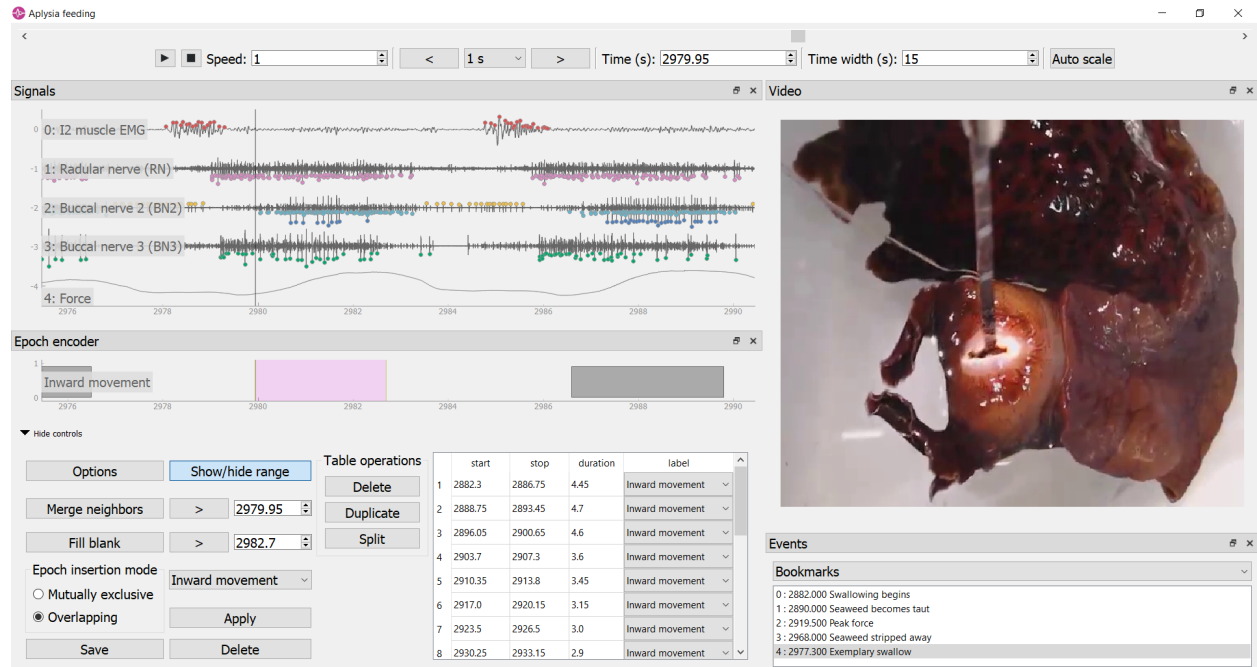 Aplysia feeding
Speed: 1 < 1 s > Time (s): 2979.95 Time width (s): 15 Auto scale
Signals
0 0: I2 muscle EMG
-1 1: Radular nerve (RN)
-2 2: Buccal nerve 2 (BN2)
-3 3: Buccal nerve 3 (BN3)
-4 4: Force
2976 2978 2980 2982 2984 2986 2988 2990
Epoch encoder
1
Inward movement
0
2976 2978 2980 2982 2984 2986 2988 2990
Hide controls
Options Show/hide range
Merge neighbors > 2979.95
Fill blank > 2982.7
Epoch insertion mode
Mutually exclusive
Overlapping
Inward movement
Apply
Save Delete
Table operations
Delete
Duplicate
Split
start stop duration label
1 2882.3 2886.75 4.45 Inward movement
2 2888.75 2893.45 4.7 Inward movement
3 2896.05 2900.65 4.6 Inward movement
4 2903.7 2907.3 3.6 Inward movement
5 2910.35 2913.8 3.45 Inward movement
6 2917.0 2920.15 3.15 Inward movement
7 2923.5 2926.5 3.0 Inward movement
8 2930.25 2933.15 2.9 Inward movement
Video
Events
Bookmarks
0 : 2882.000 Swallowing begins
1 : 2890.000 Seaweed becomes taut
2 : 2919.500 Peak force
3 : 2968.000 Seaweed stripped away
4 : 2977.300 Exemplary swallow